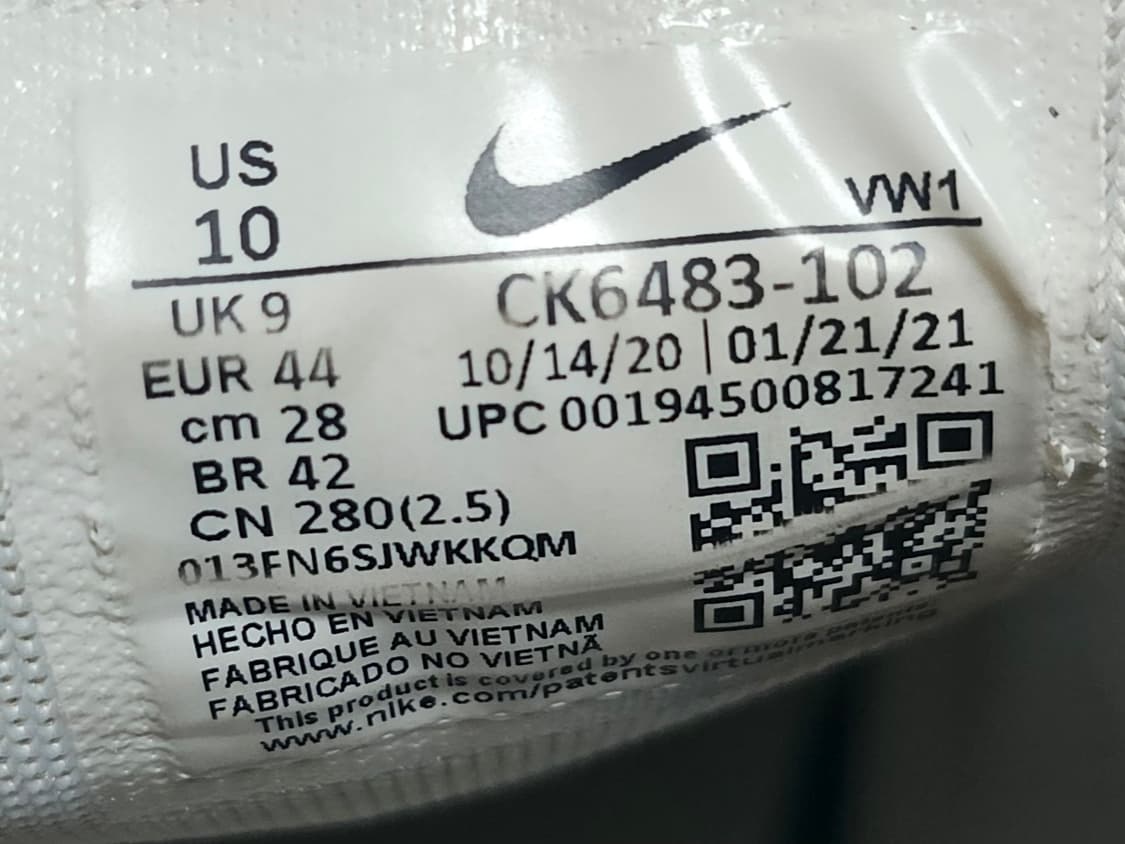 US
10
VW1
UK 9
CK6483-102
EUR 44
10/14/20 | 01/21/21
cm 28
UPC 00194500817241
BR 42
CN 280(2.5)
013FN6SJWKKQM
MADE IN VIETNAM
HECHO EN VIETNAM
FABRIQUE AU VIETNAM
FABRICADO NO VIETNÃ
This product is covered by one or more patents
www.nike.com/patentsvirtualmarking